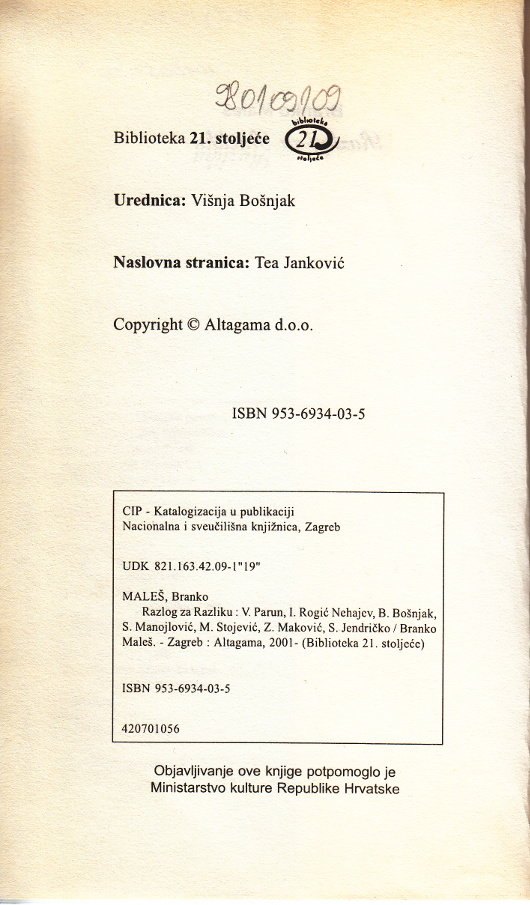 980109109
Biblioteka 21. stoljeće
biblioteka
21
stoljeće
Urednica: Višnja Bošnjak
Naslovna stranica: Tea Janković
Copyright © Altagama d.o.o.
ISBN 953-6934-03-5
CIP - Katalogizacija u publikaciji
Nacionalna i sveučilišna knjižnica, Zagreb
UDK 821.163.42.09-1"19"
MALEŠ, Branko
Razlog za Razliku : V. Parun, I. Rogić Nehajev, B. Bošnjak,
S. Manojlović, M. Stojević, Z. Maković, S. Jendričko / Branko
Maleš. - Zagreb : Altagama, 2001- (Biblioteka 21. stoljeće)
ISBN 953-6934-03-5
420701056
Objavljivanje ove knjige potpomoglo je
Ministarstvo kulture Republike Hrvatske